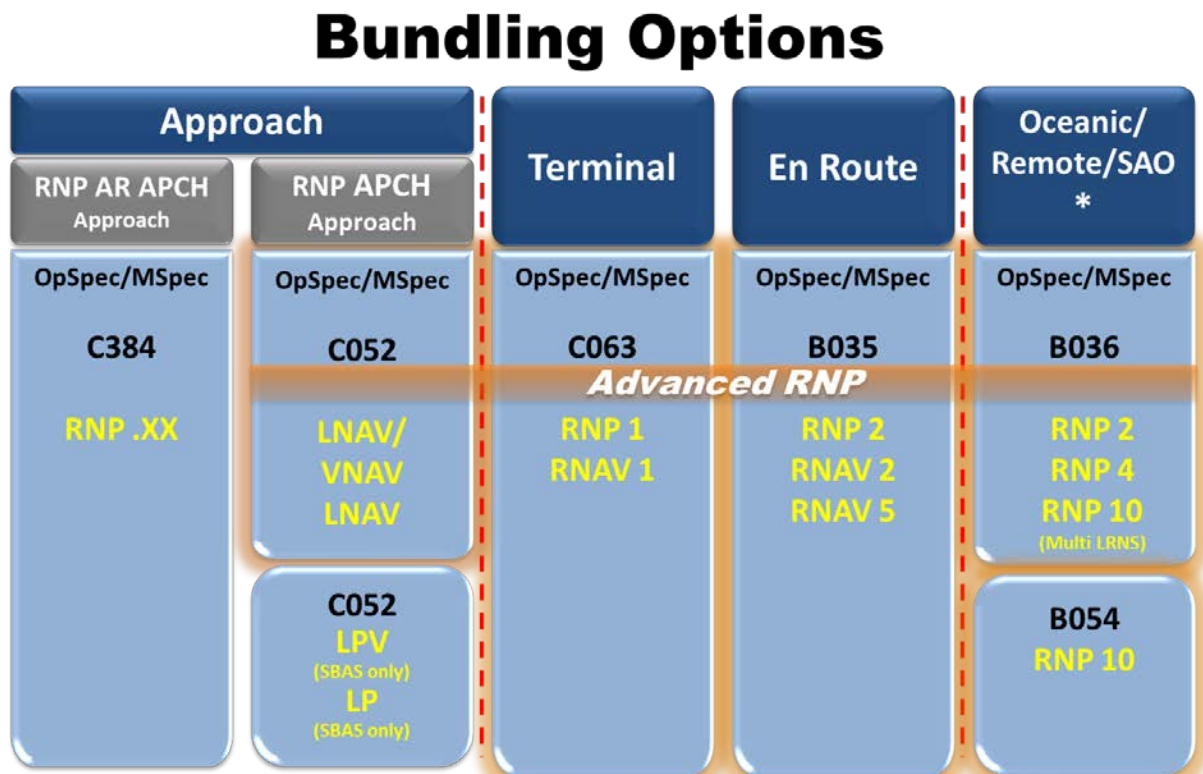 Bundling Options
Approach
RNP AR APCH
Approach
RNP APCH
Approach
Terminal
En Route
Oceanic/
Remote/SAO
*
OpSpec/MSpec
C384
RNP .XX
OpSpec/MSpec
C052
LNAV/
VNAV
LNAV
C052
LPV
(SBAS only)
LP
(SBAS only)
OpSpec/MSpec
C063
RNP 1
RNAV 1
OpSpec/MSpec
B035
RNP 2
RNAV 2
RNAV 5
OpSpec/MSpec
B036
RNP 2
RNP 4
RNP 10
(Multi LRNS)
B054
RNP 10
Advanced RNP